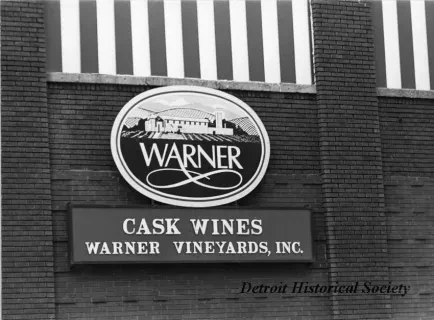 WARNER
CASK WINES
WARNER VINEYARDS, INC.
Detroit Historical Society